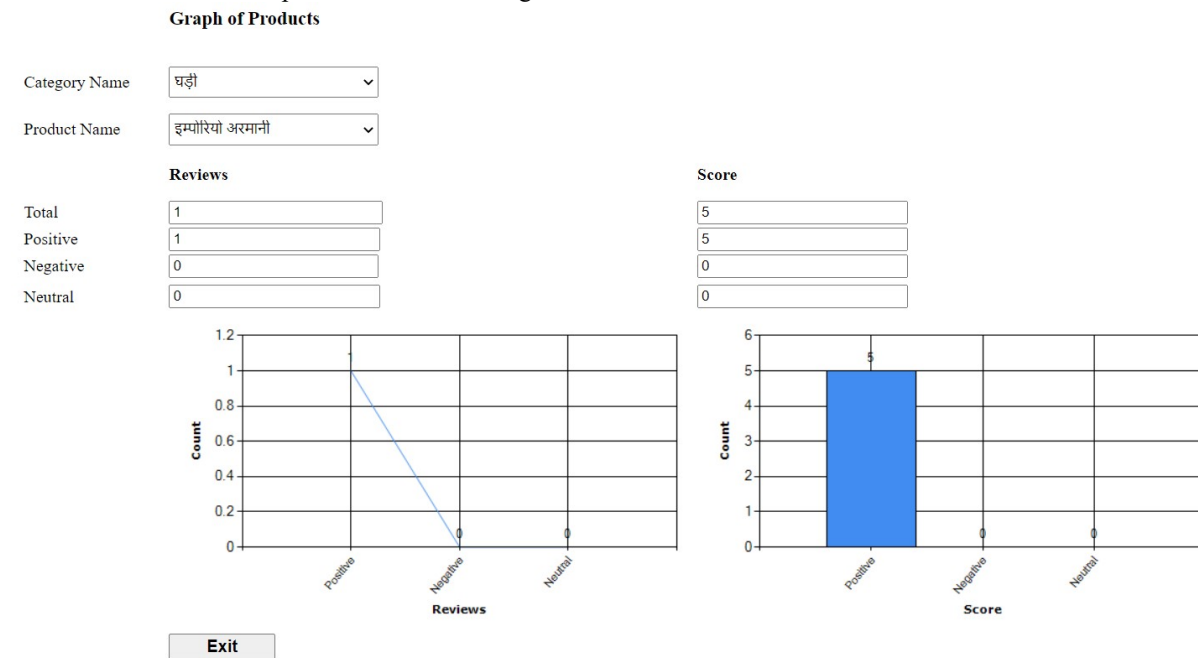 Graph of Products
Category Name घड़ी
Product Name इम्पोरियो अरमानी
Reviews Score
Total 1 5
Positive 1 5
Negative 0 0
Neutral 0 0
1.2
1
0.8
0.6
0.4
0.2
0
Count
1
0
0
Positive
Negative
Neutral
Reviews
6
5
4
3
2
1
0
Count
5
0
0
Positive
Negative
Neutral
Score
Exit